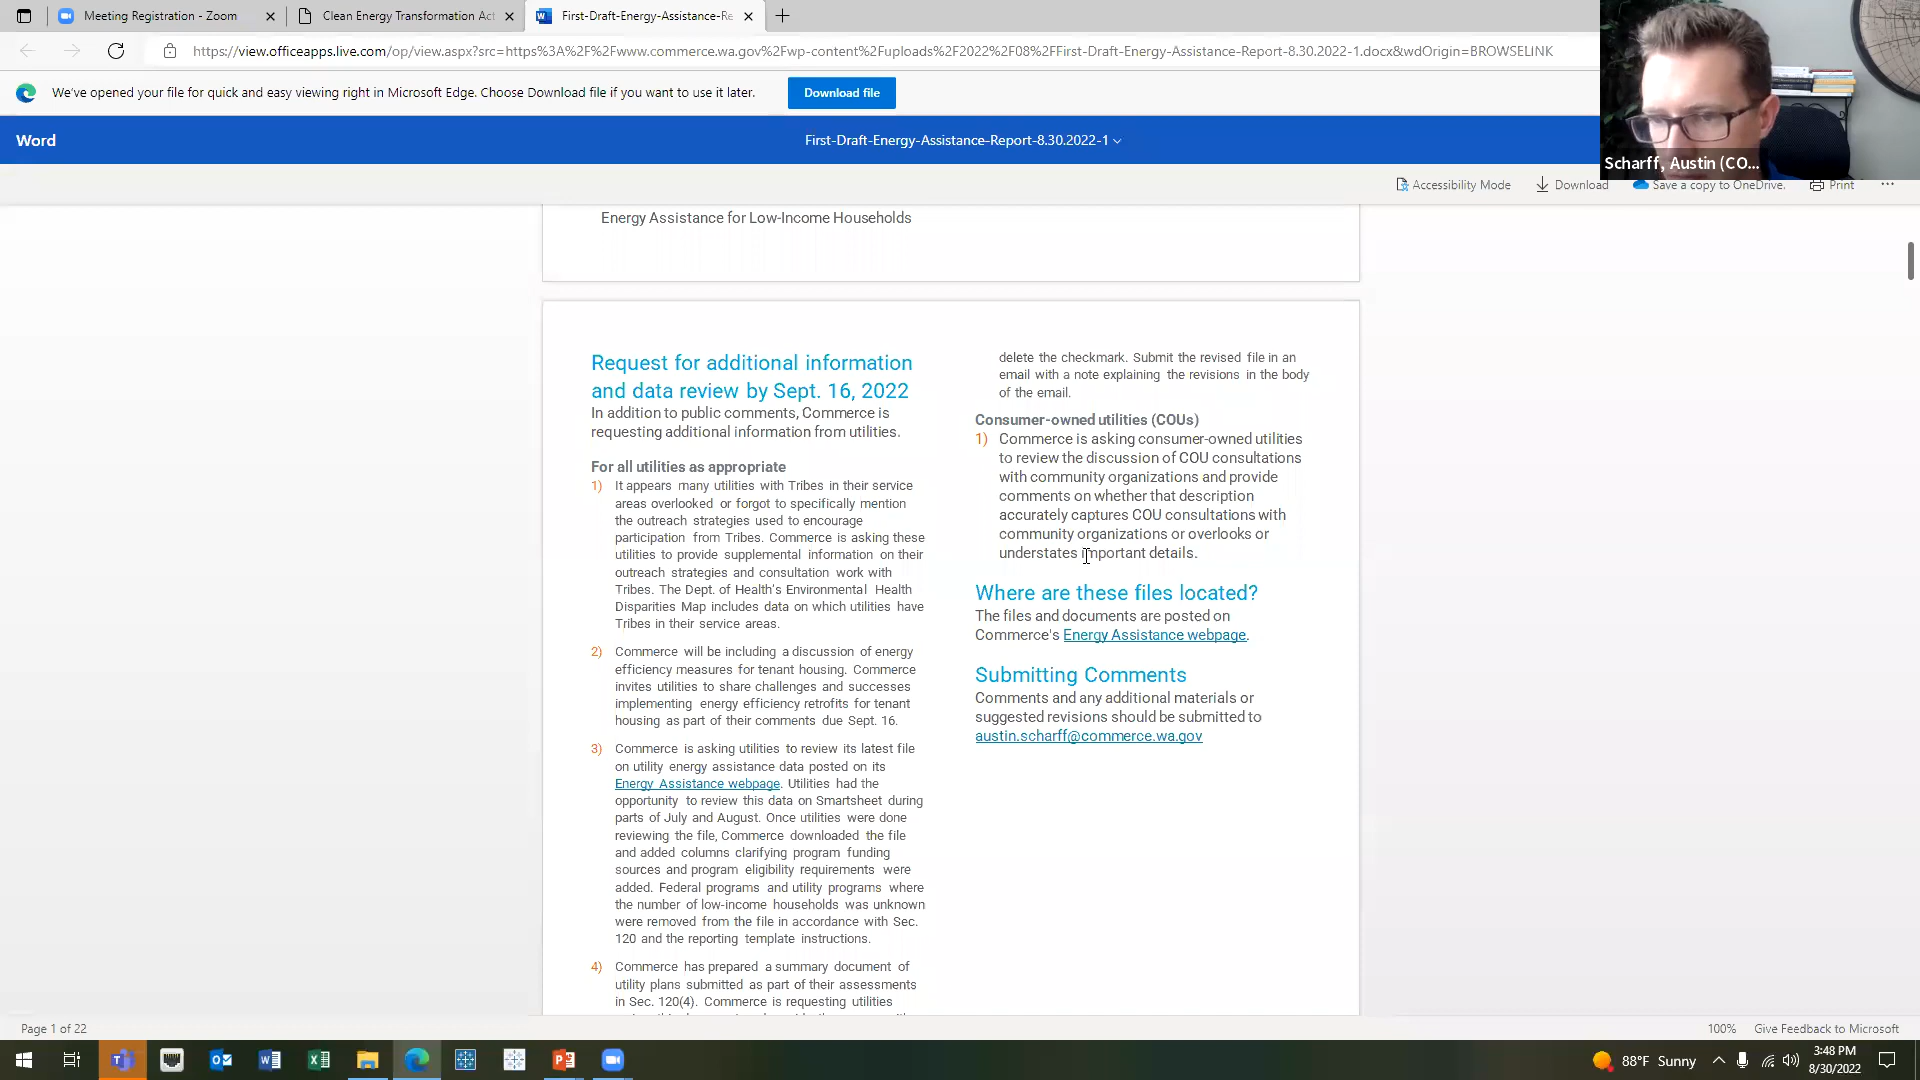 Meeting Registration - Zoom
Clean Energy Transformation Act
First-Draft-Energy-Assistance-Re
https://view.officeapps.live.com/op/view.aspx?src=https%3A%2F%2Fwww.commerce.wa.gov%2Fwp-content%2Fuploads%2F2022%2F08%2FFirst-Draft-Energy-Assistance-Report-8.30.2022-1.docx&wdOrigin=BROWSELINK
We've opened your file for quick and easy viewing right in Microsoft Edge. Choose Download file if you want to use it later.
Download file
Word
First-Draft-Energy-Assistance-Report-8.30.2022-1
Scharff, Austin (CO...
Accessibility Mode
Download
Save a copy to OneDrive.
Print
Energy Assistance for Low-Income Households
Request for additional information
and data review by Sept. 16, 2022
In addition to public comments, Commerce is
requesting additional information from utilities.
For all utilities as appropriate
1) It appears many utilities with Tribes in their service
areas overlooked or forgot to specifically mention
the outreach strategies used to encourage
participation from Tribes. Commerce is asking these
utilities to provide supplemental information on their
outreach strategies and consultation work with
Tribes. The Dept. of Health's Environmental Health
Disparities Map includes data on which utilities have
Tribes in their service areas.
2) Commerce will be including a discussion of energy
efficiency measures for tenant housing. Commerce
invites utilities to share challenges and successes
implementing energy efficiency retrofits for tenant
housing as part of their comments due Sept. 16.
3) Commerce is asking utilities to review its latest file
on utility energy assistance data posted on its
Energy Assistance webpage. Utilities had the
opportunity to review this data on Smartsheet during
parts of July and August. Once utilities were done
reviewing the file, Commerce downloaded the file
and added columns clarifying program funding
sources and program eligibility requirements were
added. Federal programs and utility programs where
the number of low-income households was unknown
were removed from the file in accordance with Sec.
120 and the reporting template instructions.
4) Commerce has prepared a summary document of
utility plans submitted as part of their assessments
in Sec. 120(4). Commerce is requesting utilities
delete the checkmark. Submit the revised file in an
email with a note explaining the revisions in the body
of the email.
Consumer-owned utilities (COUs)
1) Commerce is asking consumer-owned utilities
to review the discussion of COU consultations
with community organizations and provide
comments on whether that description
accurately captures COU consultations with
community organizations or overlooks or
understates important details.
Where are these files located?
The files and documents are posted on
Commerce's Energy Assistance webpage.
Submitting Comments
Comments and any additional materials or
suggested revisions should be submitted to
austin.scharff@commerce.wa.gov
Page 1 of 22
100%
Give Feedback to Microsoft
88°F Sunny
3:48 PM
8/30/2022